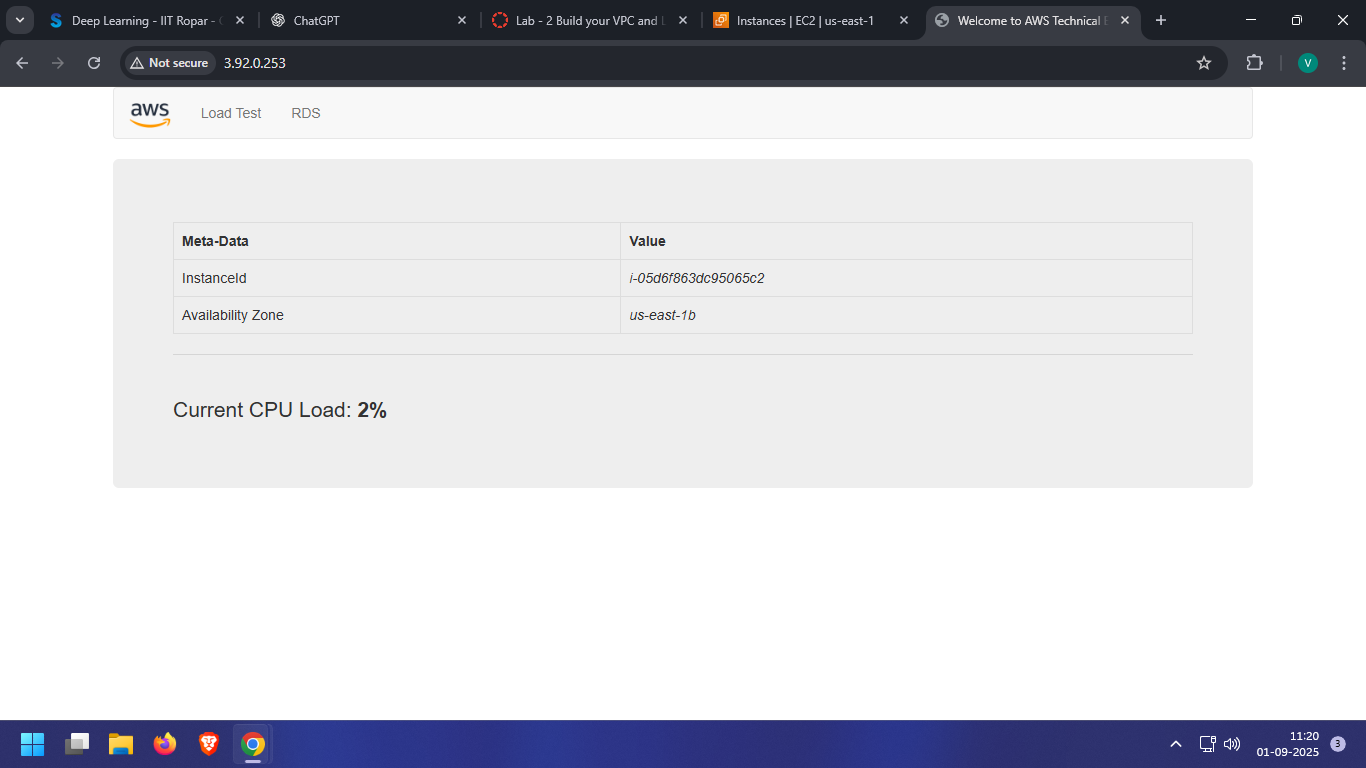 Deep Learning - IIT Ropar -
ChatGPT
Lab - 2 Build your VPC and
Instances | EC2 | us-east-1
Welcome to AWS Technical
Not secure
3.92.0.253
V
aws
Load Test
RDS
Meta-Data Value
InstanceId i-05d6f863dc95065c2
Availability Zone us-east-1b
Current CPU Load: 2%
11:20
01-09-2025
3